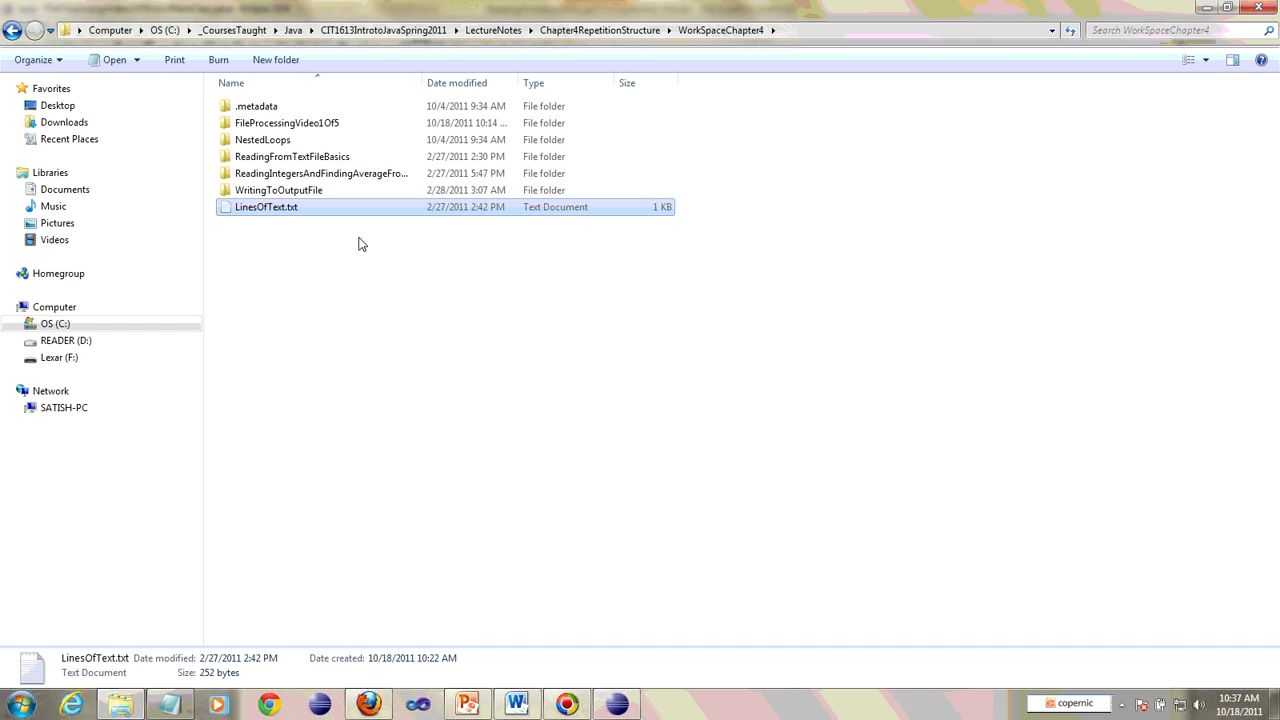 Computer OS (C:) _CoursesTaught Java CIT1613IntrotoJavaSpring2011 LectureNotes Chapter4RepetitionStructure WorkSpaceChapter4 Search WorkSpaceChapter4
Organize Open Print Burn New folder
Name Date modified Type Size
Favorites
Desktop
Downloads
Recent Places
Libraries
Documents
Music
Pictures
Videos
Homegroup
Computer
OS (C:)
READER (D:)
Lexar (F:)
Network
SATISH-PC
.metadata 10/4/2011 9:34 AM File folder
FileProcessingVideo1Of5 10/18/2011 10:14 ... File folder
NestedLoops 10/4/2011 9:34 AM File folder
ReadingFromTextFileBasics 2/27/2011 2:30 PM File folder
ReadingIntegersAndFindingAverageFro... 2/27/2011 5:47 PM File folder
WritingToOutputFile 2/28/2011 3:07 AM File folder
LinesOfText.txt 2/27/2011 2:42 PM Text Document 1 KB
LinesOfText.txt Date modified: 2/27/2011 2:42 PM Date created: 10/18/2011 10:22 AM
Text Document Size: 252 bytes
copernic
10:37 AM
10/18/2011